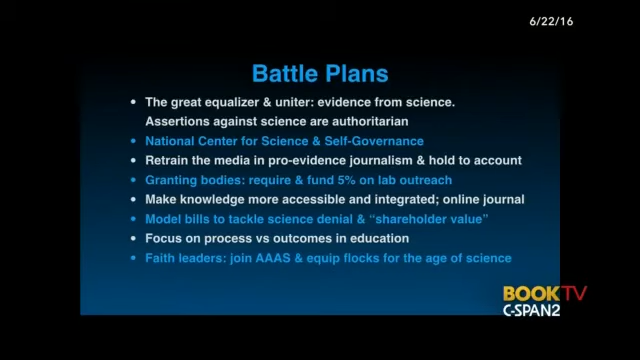 6/22/16
Battle Plans
• The great equalizer & uniter: evidence from science.
Assertions against science are authoritarian
• National Center for Science & Self-Governance
• Retrain the media in pro-evidence journalism & hold to account
• Granting bodies: require & fund 5% on lab outreach
• Make knowledge more accessible and integrated; online journal
• Model bills to tackle science denial & “shareholder value”
• Focus on process vs outcomes in education
• Faith leaders: join AAAS & equip flocks for the age of science
BOOKTV
C-SPAN2